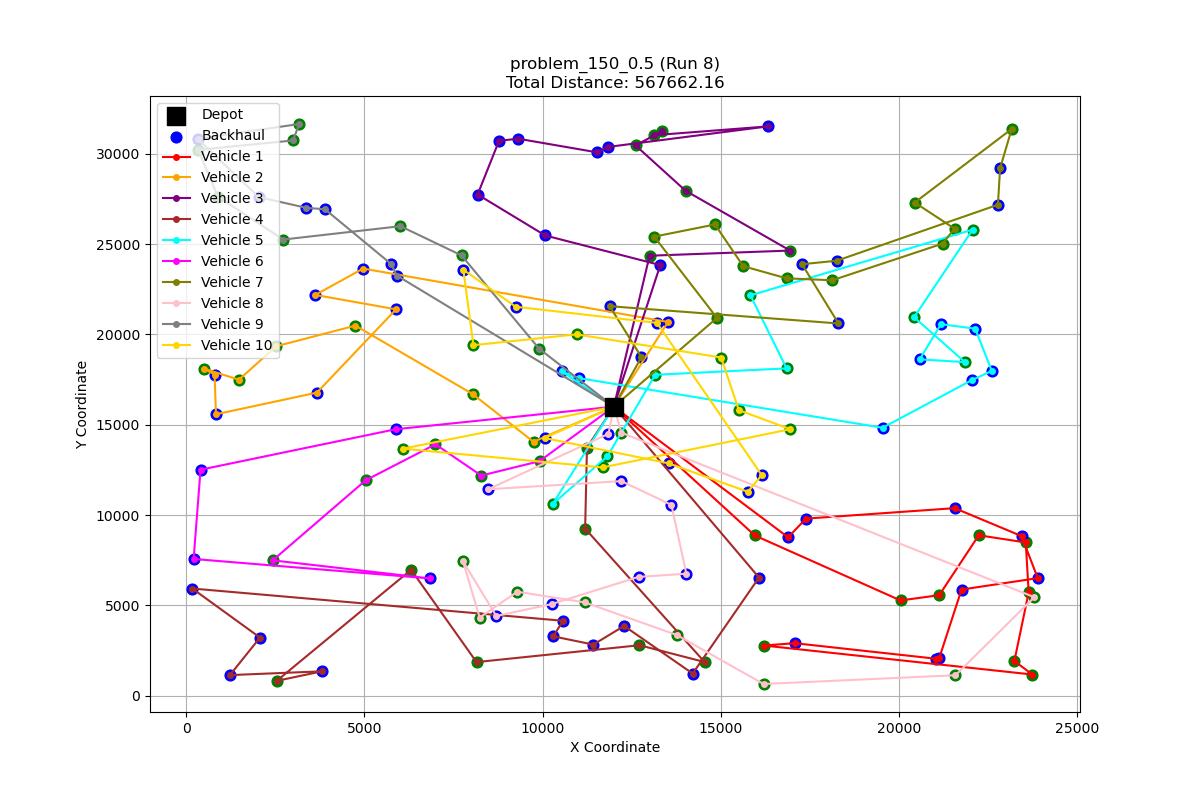 problem_150_0.5 (Run 8)
Total Distance: 567662.16
Depot
Backhaul
Vehicle 1
Vehicle 2
Vehicle 3
Vehicle 4
Vehicle 5
Vehicle 6
Vehicle 7
Vehicle 8
Vehicle 9
Vehicle 10
Y Coordinate
30000
25000
20000
15000
10000
5000
0
0 5000 10000 15000 20000 25000
X Coordinate